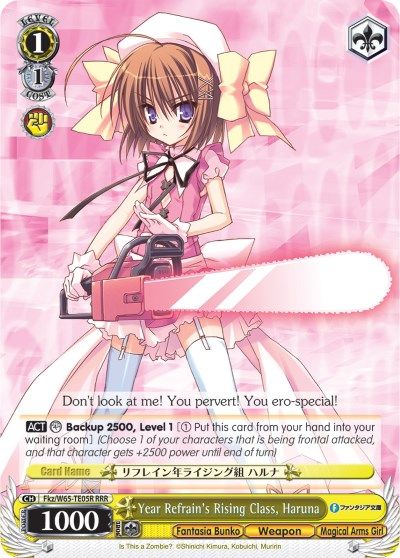 LEVEL
1
1
COST
Don't look at me! You pervert! You ero-special!
ACT Backup 2500, Level 1 [① Put this card from your hand into your
waiting room] (Choose 1 of your characters that is being frontal attacked,
and that character gets +2500 power until end of turn)
Card Name リフレイン年ライジング組 ハルナ
CH Fkz/W65-TE05R RRR
Year Refrain's Rising Class, Haruna
ファンタジア文庫
POWER 1000
Fantasia Bunko Weapon Magical Arms Girl
Is This a Zombie? ©Shinichi Kimura, Kobuichi, Muririn